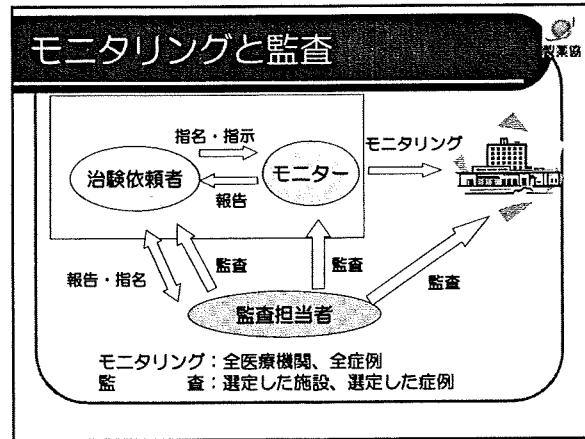 モニタリングと監査
製薬協
指名・指示
モニタリング
治験依頼者
モニター
報告
報告・指名
監査
監査
監査
監査担当者
モニタリング：全医療機関、全症例
監　　　　査：選定した施設、選定した症例